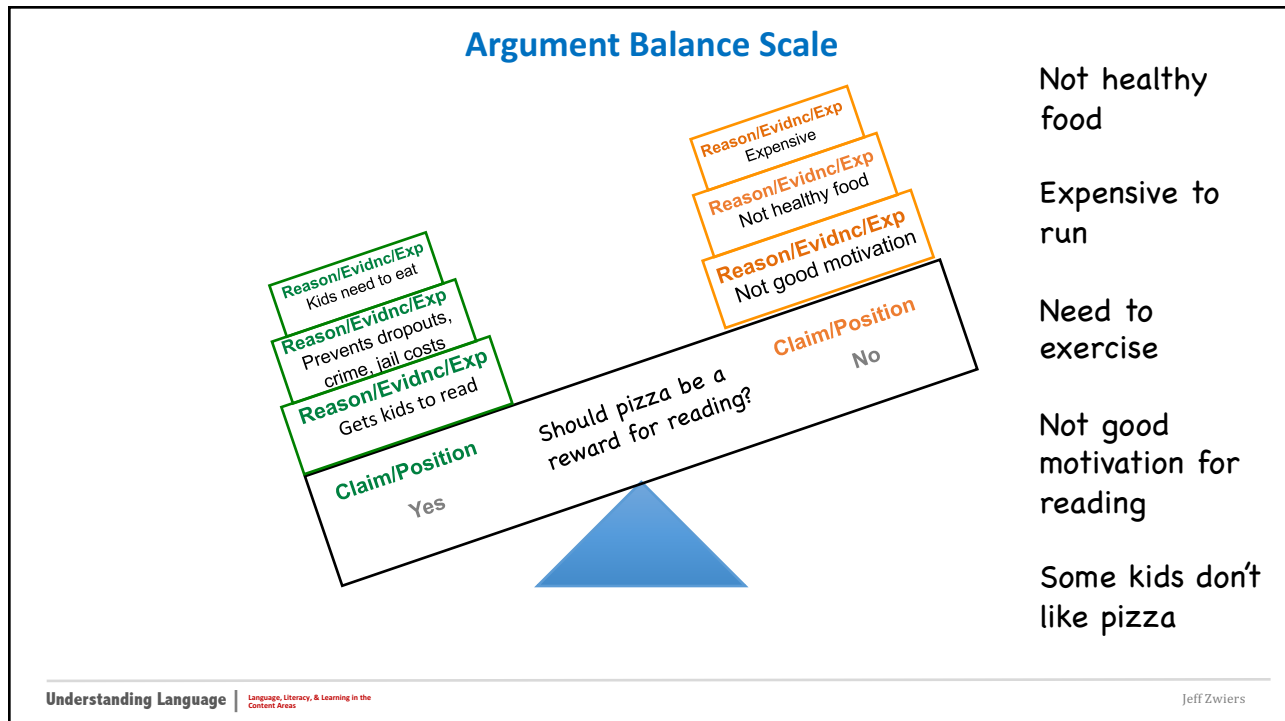 Argument Balance Scale
Reason/Evidnc/Exp
Kids need to eat
Reason/Evidnc/Exp
Prevents dropouts,
crime, jail costs
Reason/Evidnc/Exp
Gets kids to read
Claim/Position
Yes
Should pizza be a
reward for reading?
Reason/Evidnc/Exp
Expensive
Reason/Evidnc/Exp
Not healthy food
Reason/Evidnc/Exp
Not good motivation
Claim/Position
No
Not healthy
food
Expensive to
run
Need to
exercise
Not good
motivation for
reading
Some kids don't
like pizza
Understanding Language
Language, Literacy, & Learning in the
Content Areas
Jeff Zwiers